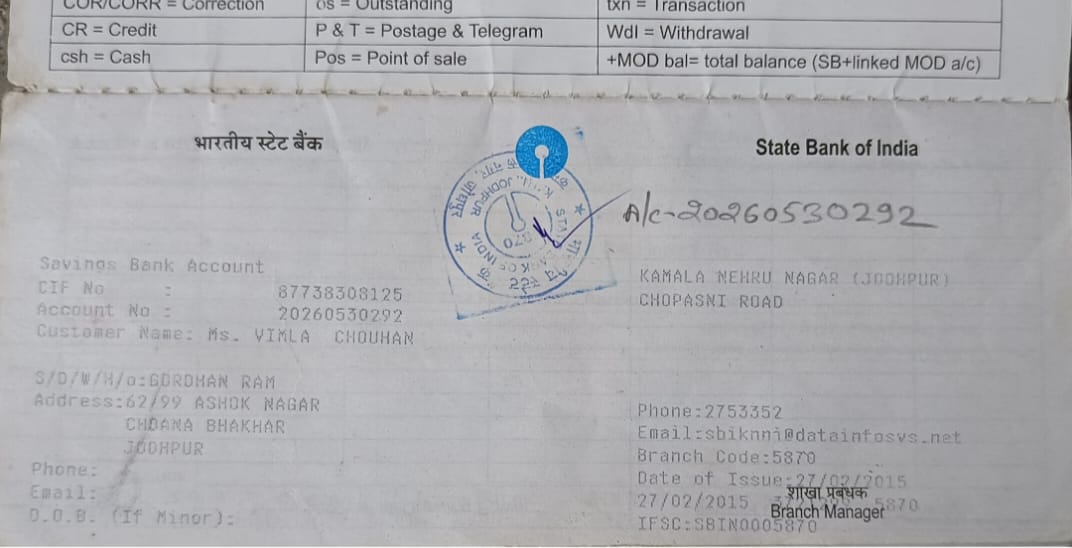 COR/CORR = Correction
os = Outstanding
txn = Transaction
CR = Credit
P & T = Postage & Telegram
Wdl = Withdrawal
csh = Cash
Pos = Point of sale
+MOD bal= total balance (SB+linked MOD a/c)
भारतीय स्टेट बैंक
State Bank of India
A/c-20260530292
Savings Bank Account
CIF No : 87738308125
Account No : 20260530292
Customer Name: Ms. VIMLA CHOUHAN
KAMALA NEHRU NAGAR (JODHPUR)
CHOPASNI ROAD
S/D/W/H/o:GORDHAN RAM
Address:62/99 ASHOK NAGAR
CHOANA BHAKHAR
JODHPUR
Phone:
Email:
D.O.B. (If Minor):
Phone:2753352
Email:sbiknnj@datainfosys.net
Branch Code:5870
Date of Issue:27/02/2015
27/02/2015 5870
शाखा प्रबंधक
Branch Manager
IFSC:SBIN0005870